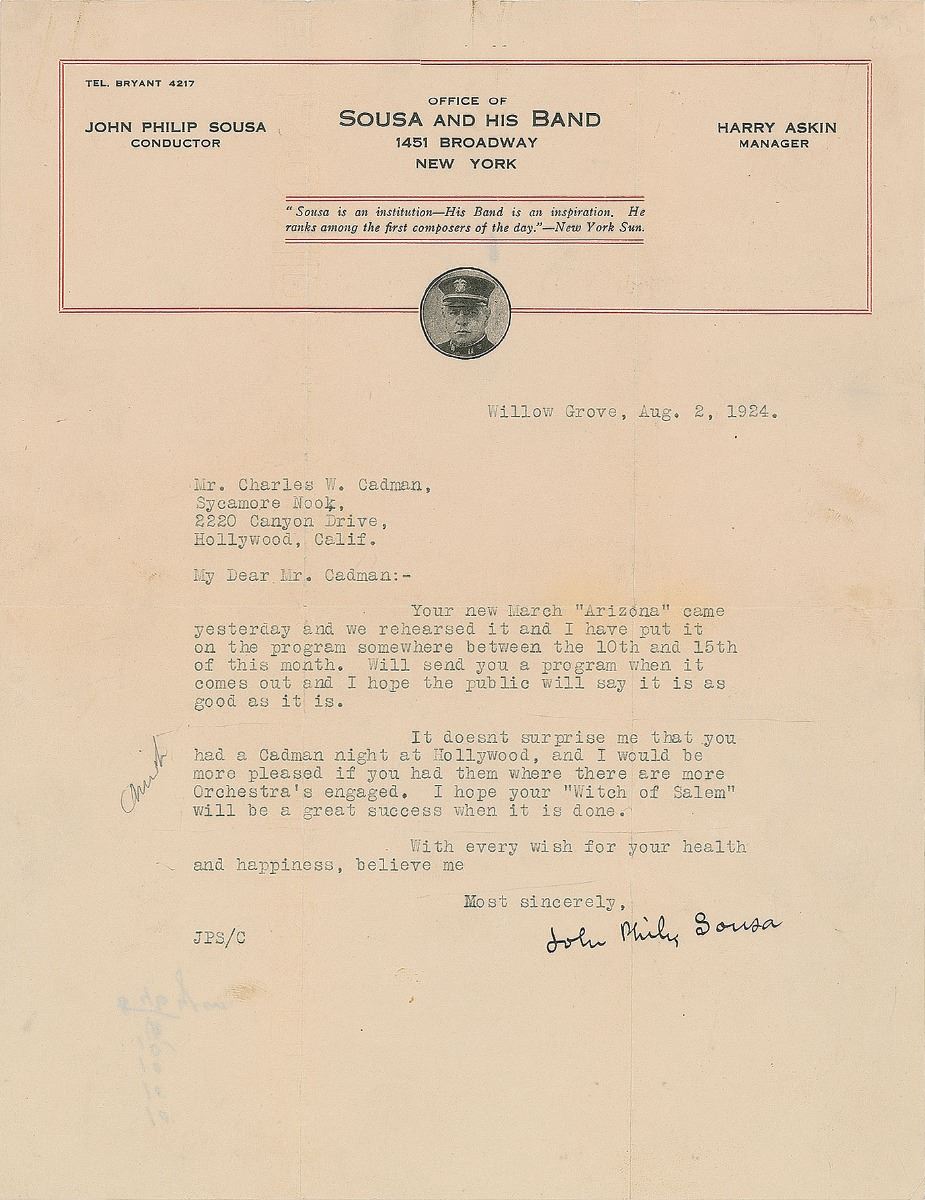 TEL. BRYANT 4217
JOHN PHILIP SOUSA
CONDUCTOR
OFFICE OF
SOUSA AND HIS BAND
1451 BROADWAY
NEW YORK
HARRY ASKIN
MANAGER
"Sousa is an institution—His Band is an inspiration. He
ranks among the first composers of the day."—New York Sun.
Willow Grove, Aug. 2, 1924.
Mr. Charles W. Cadman,
Sycamore Nook,
2220 Canyon Drive,
Hollywood, Calif.
My Dear Mr. Cadman:-
Your new March "Arizona" came
yesterday and we rehearsed it and I have put it
on the program somewhere between the 10th and 15th
of this month. Will send you a program when it
comes out and I hope the public will say it is as
good as it is.
It doesnt surprise me that you
had a Cadman night at Hollywood, and I would be
more pleased if you had them where there are more
Orchestra's engaged. I hope your "Witch of Salem"
will be a great success when it is done.
With every wish for your health
and happiness, believe me
Most sincerely,
John Philip Sousa
JPS/C